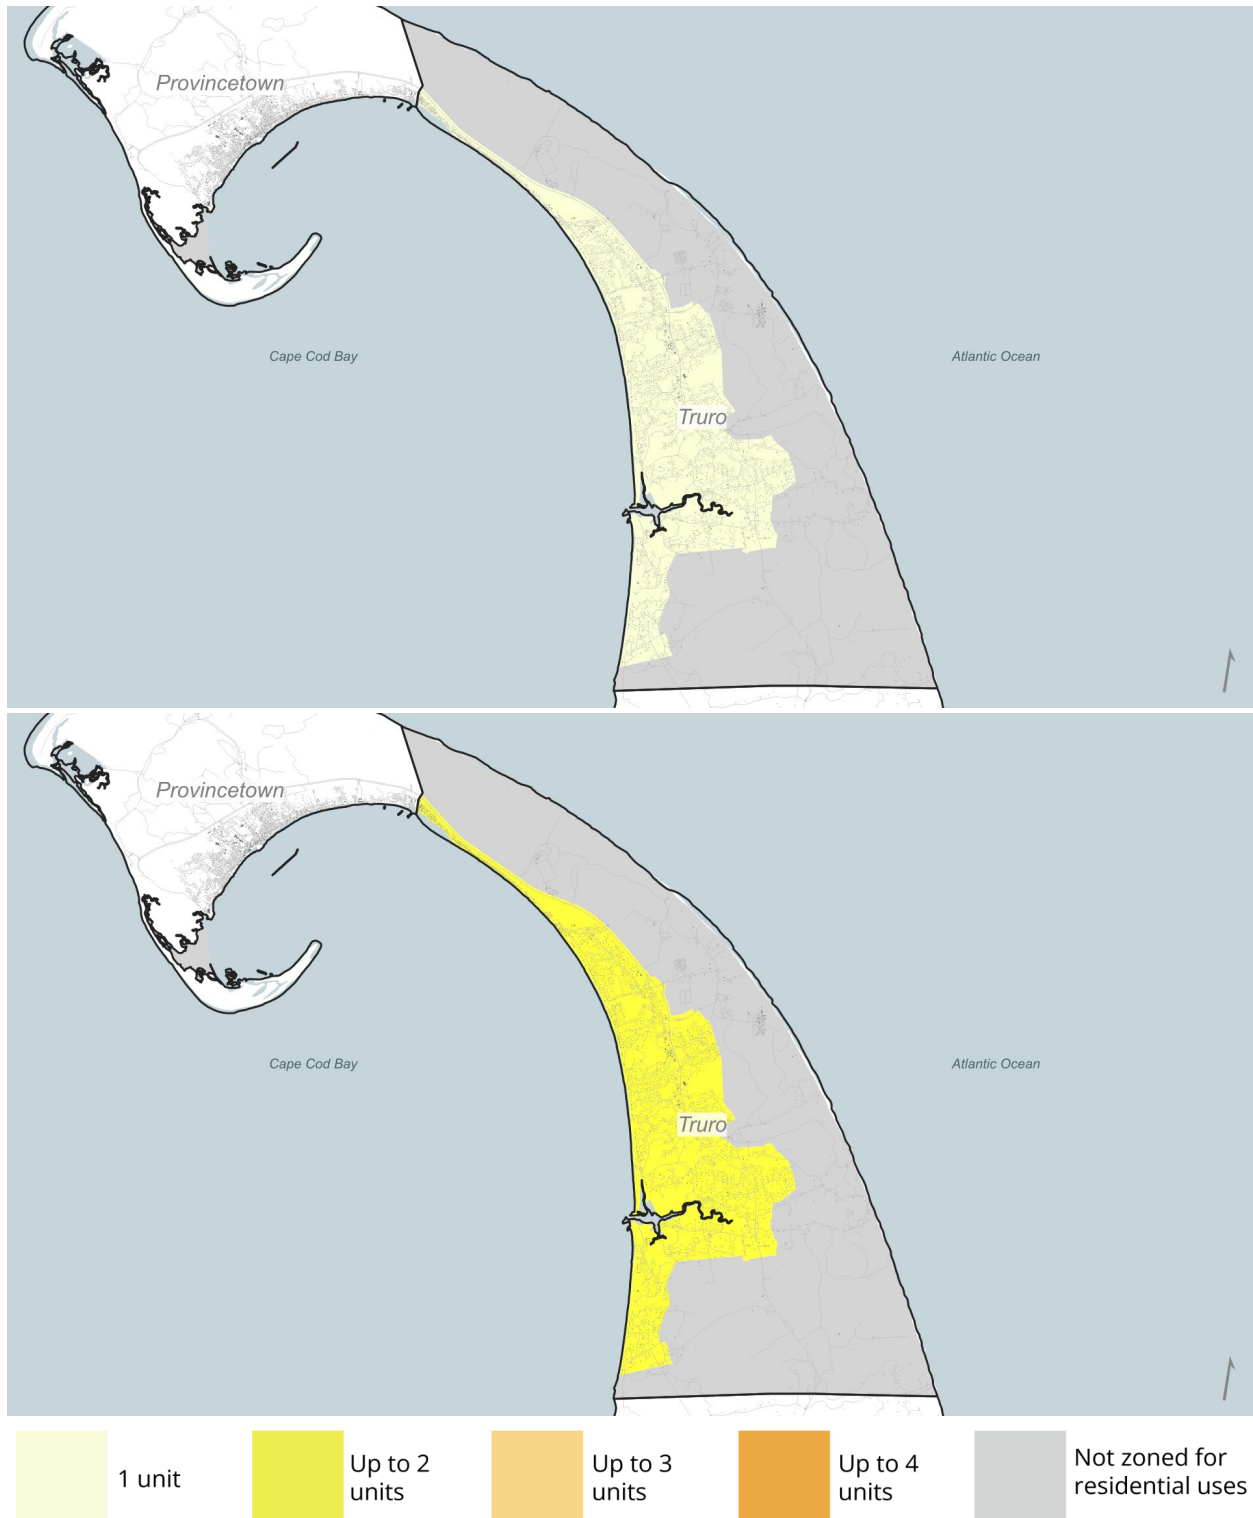 Provincetown
Cape Cod Bay
Atlantic Ocean
Truro
Provincetown
Cape Cod Bay
Atlantic Ocean
Truro
1 unit
Up to 2
units
Up to 3
units
Up to 4
units
Not zoned for
residential uses